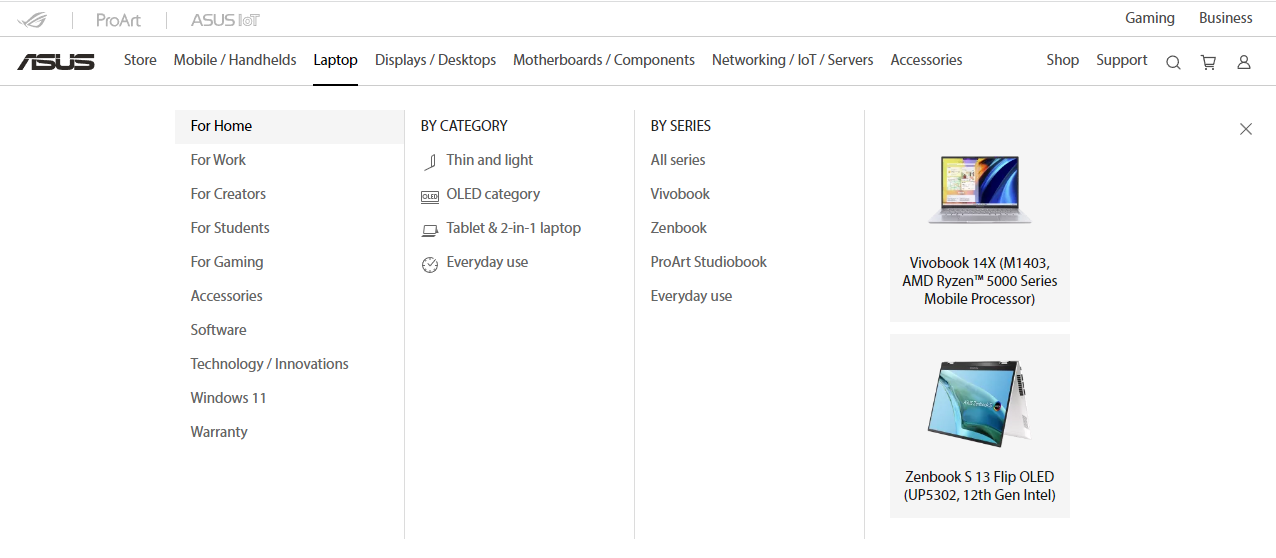 ProArt
ASUS IoT
Gaming
Business
ASUS
Store
Mobile / Handhelds
Laptop
Displays / Desktops
Motherboards / Components
Networking / IoT / Servers
Accessories
Shop
Support
For Home
For Work
For Creators
For Students
For Gaming
Accessories
Software
Technology / Innovations
Windows 11
Warranty
BY CATEGORY
Thin and light
OLED
OLED category
Tablet & 2-in-1 laptop
Everyday use
BY SERIES
All series
Vivobook
Zenbook
ProArt Studiobook
Everyday use
Vivobook 14X (M1403,
AMD Ryzen™ 5000 Series
Mobile Processor)
Zenbook S 13 Flip OLED
(UP5302, 12th Gen Intel)